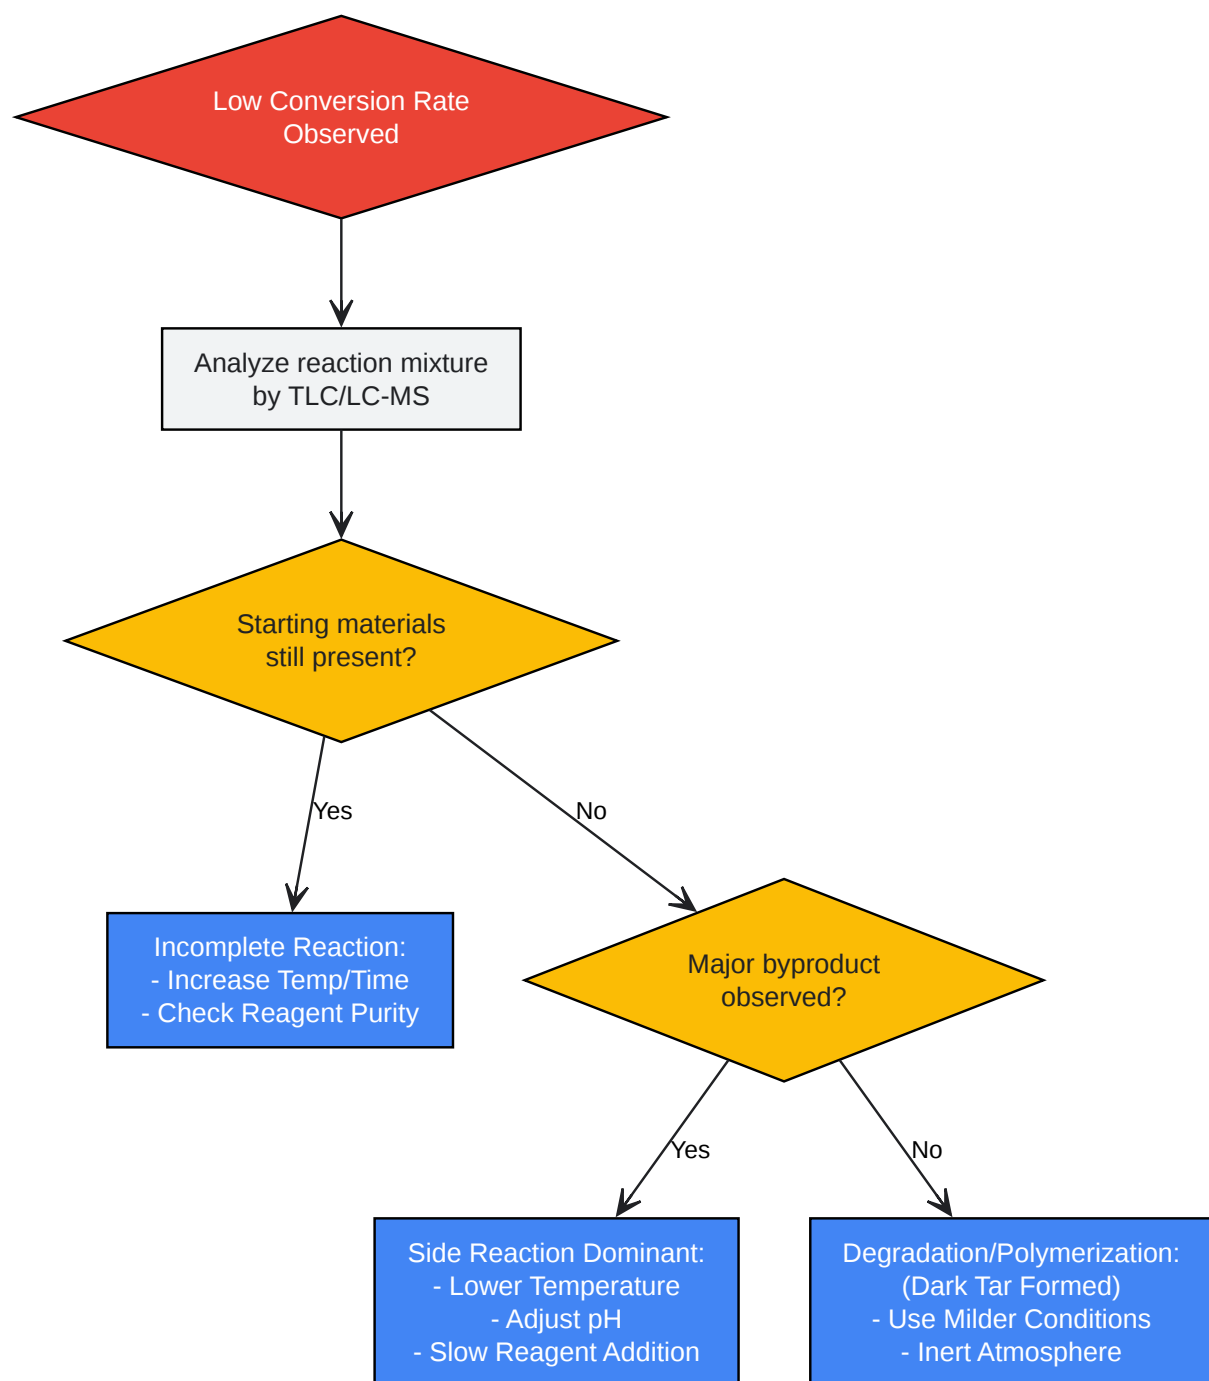 Low Conversion Rate
Observed
Analyze reaction mixture
by TLC/LC-MS
Starting materials
still present?
Yes
No
Incomplete Reaction:
- Increase Temp/Time
- Check Reagent Purity
Major byproduct
observed?
Yes
No
Side Reaction Dominant:
- Lower Temperature
- Adjust pH
- Slow Reagent Addition
Degradation/Polymerization:
(Dark Tar Formed)
- Use Milder Conditions
- Inert Atmosphere